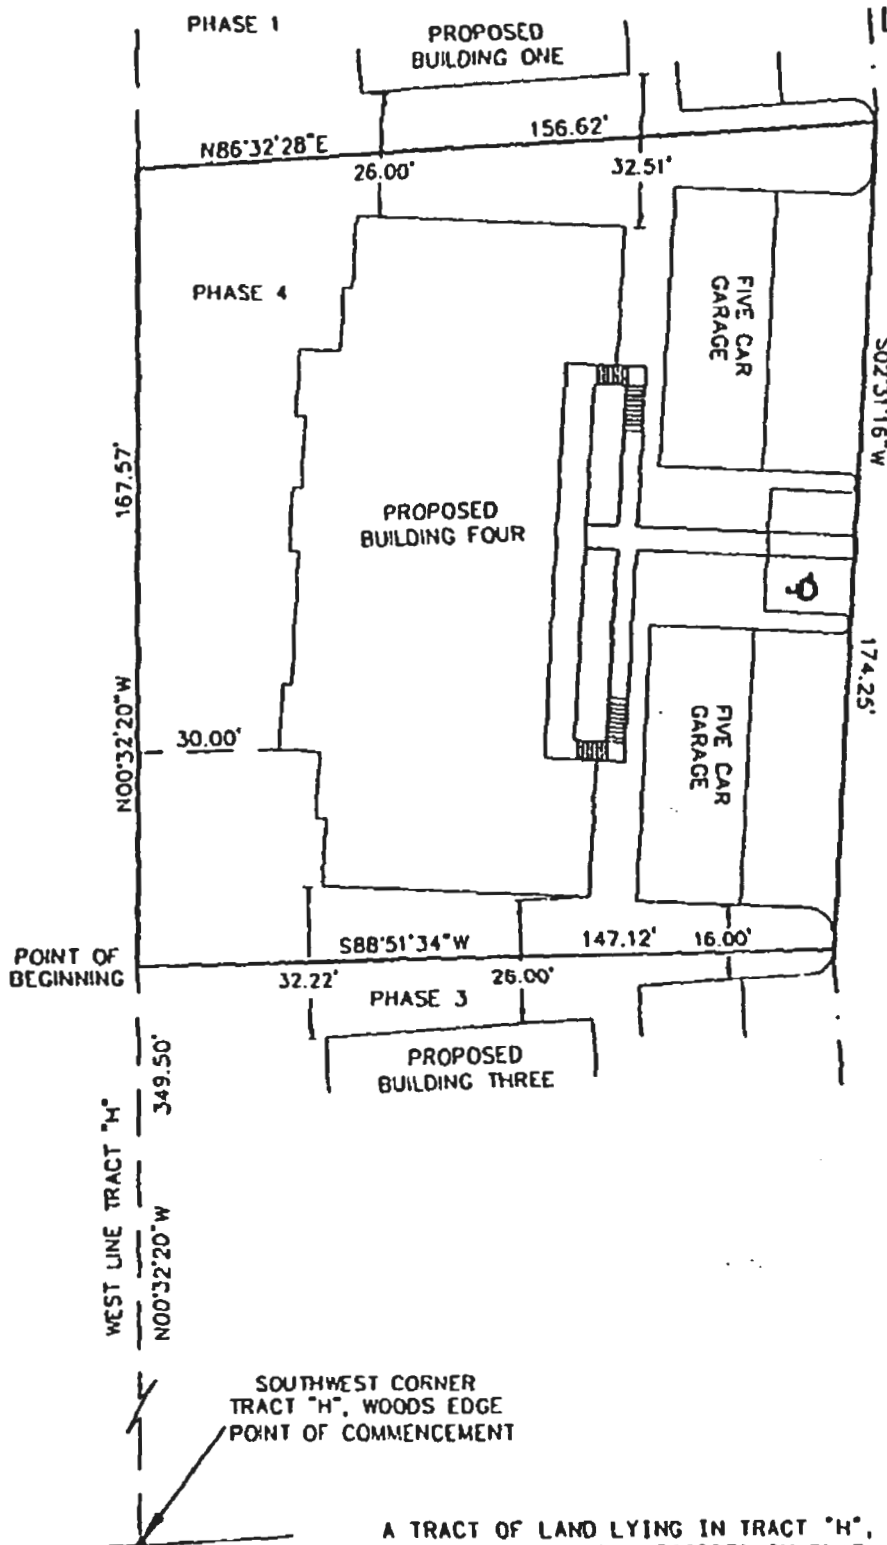 PHASE 1
PROPOSED
BUILDING ONE
N86°32'28"E
156.62'
26.00'
32.51'
PHASE 4
FIVE CAR
GARAGE
S02°31'16"W
167.57'
PROPOSED
BUILDING FOUR
174.25'
N00°32'20"W
30.00'
FIVE CAR
GARAGE
POINT OF
BEGINNING
S88°51'34"W
147.12'
16.00'
32.22'
26.00'
PHASE 3
PROPOSED
BUILDING THREE
349.50'
WEST LINE TRACT "H"
N00°32'20"W
SOUTHWEST CORNER
TRACT "H", WOODS EDGE
POINT OF COMMENCEMENT
A TRACT OF LAND LYING IN TRACT "H",